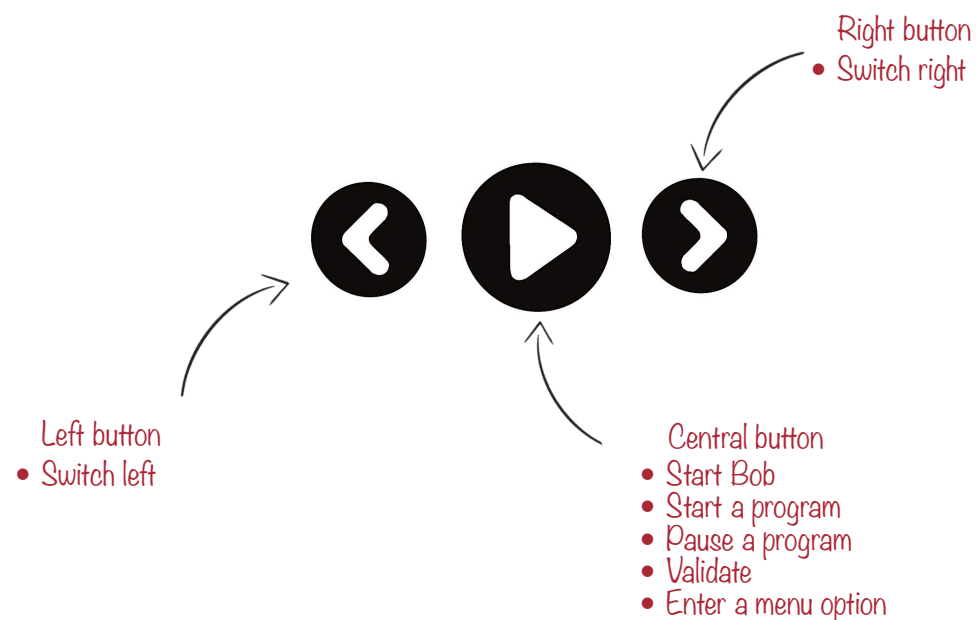 Right button
• Switch right
Left button
• Switch left
Central button
• Start Bob
• Start a program
• Pause a program
• Validate
• Enter a menu option